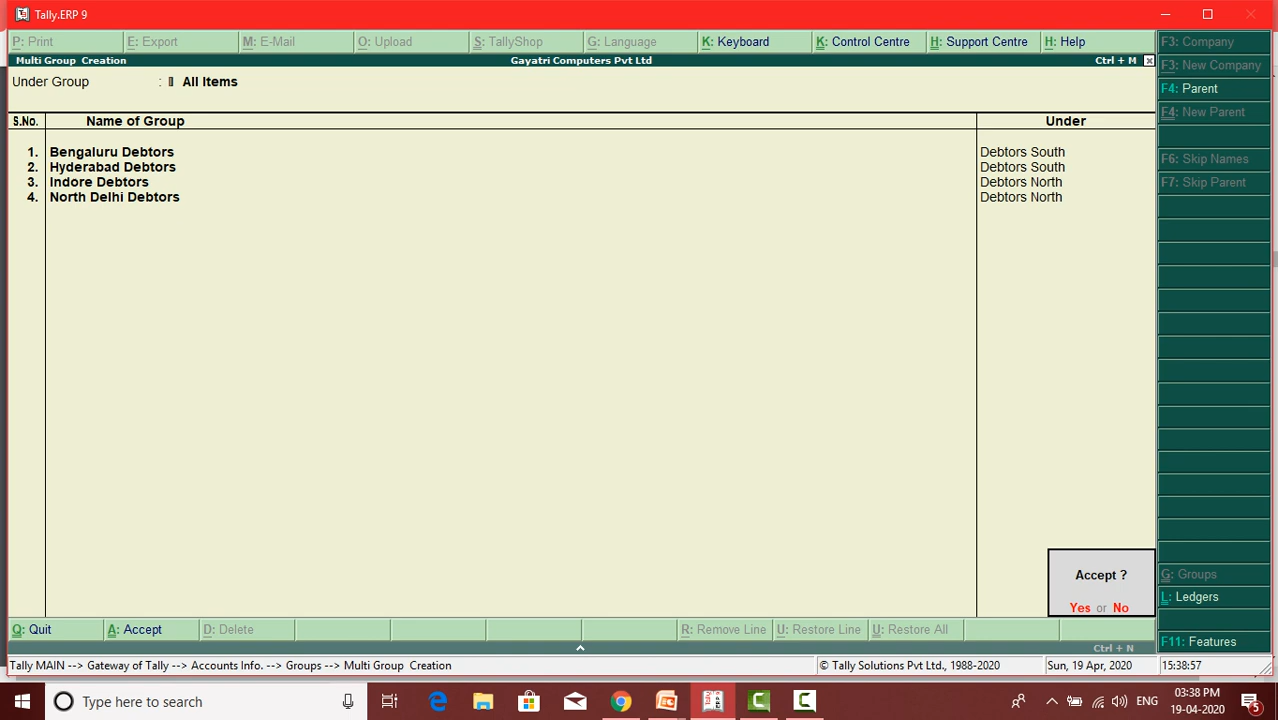 Tally.ERP 9
P: Print E: Export M: E-Mail O: Upload S: TallyShop G: Language K: Keyboard K: Control Centre H: Support Centre H: Help
F3: Company
Multi Group Creation Gayatri Computers Pvt Ltd Ctrl + M
F3: New Company
Under Group : All Items
F4: Parent
F4: New Parent
S.No. Name of Group Under
1. Bengaluru Debtors Debtors South
2. Hyderabad Debtors Debtors South
3. Indore Debtors Debtors North
4. North Delhi Debtors Debtors North
F6: Skip Names
F7: Skip Parent
Accept ?
Yes or No
G: Groups
L: Ledgers
F11: Features
Q: Quit A: Accept D: Delete R: Remove Line U: Restore Line U: Restore All
Ctrl + N
Tally MAIN --> Gateway of Tally --> Accounts Info. --> Groups --> Multi Group Creation © Tally Solutions Pvt Ltd., 1988-2020 Sun, 19 Apr, 2020 15:38:57
Type here to search
ENG
03:38 PM
19-04-2020
5